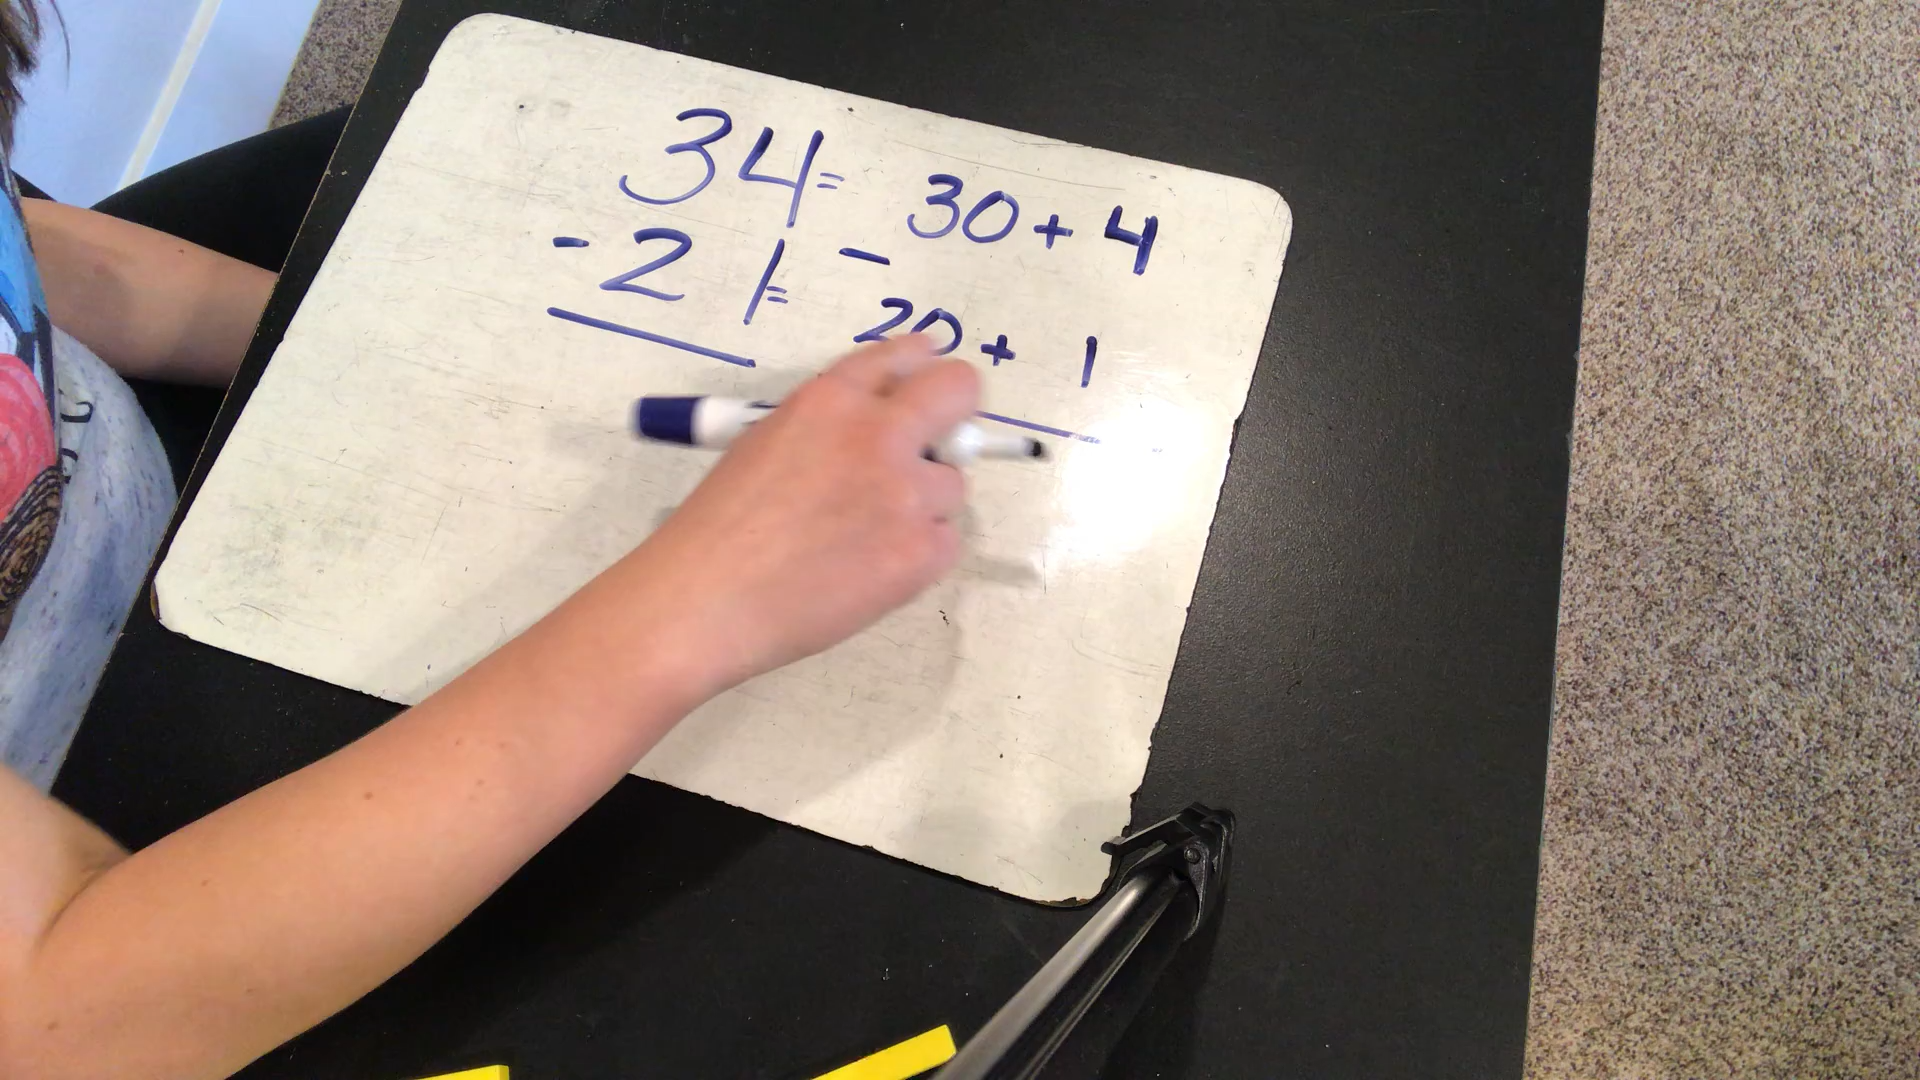 34 = 30 + 4
- 21 = - 20 + 1